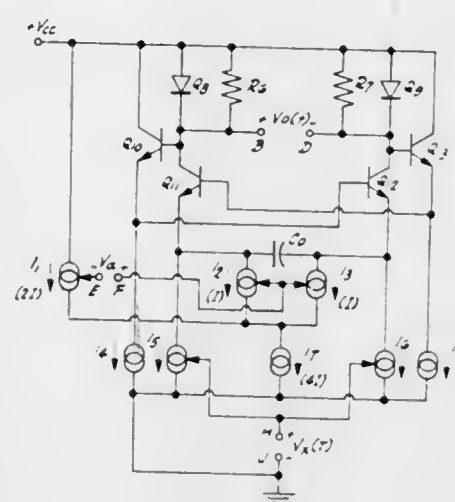 +Vcc
Q8
R6
R7
Q9
+ Vo(t) -
B
D
Q10
Q11
Q2
Q3
Co
I1
(2I)
- Va +
E
F
I2
(I)
I3
(I)
I4
I5
I7
(4I)
I6
I
H +
J -
Vx(T)